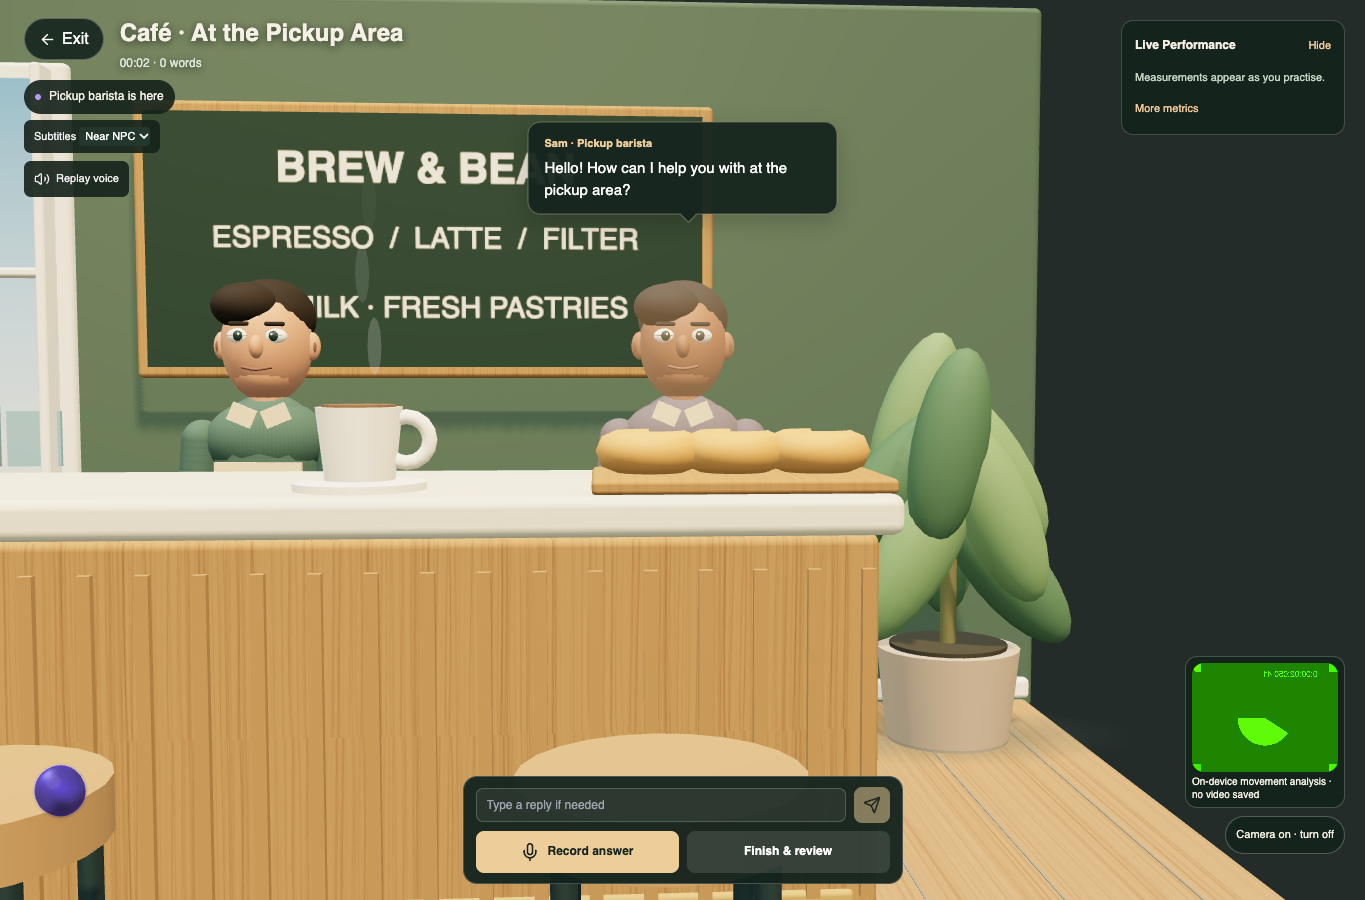 Exit
Café · At the Pickup Area
00:02 · 0 words
Pickup barista is here
Subtitles Near NPC
Replay voice
Live Performance Hide
Measurements appear as you practise.
More metrics
BREW & BEA
ESPRESSO / LATTE / FILTER
MILK · FRESH PASTRIES
Sam · Pickup barista
Hello! How can I help you with at the
pickup area?
On-device movement analysis ·
no video saved
Camera on · turn off
Type a reply if needed
Record answer
Finish & review